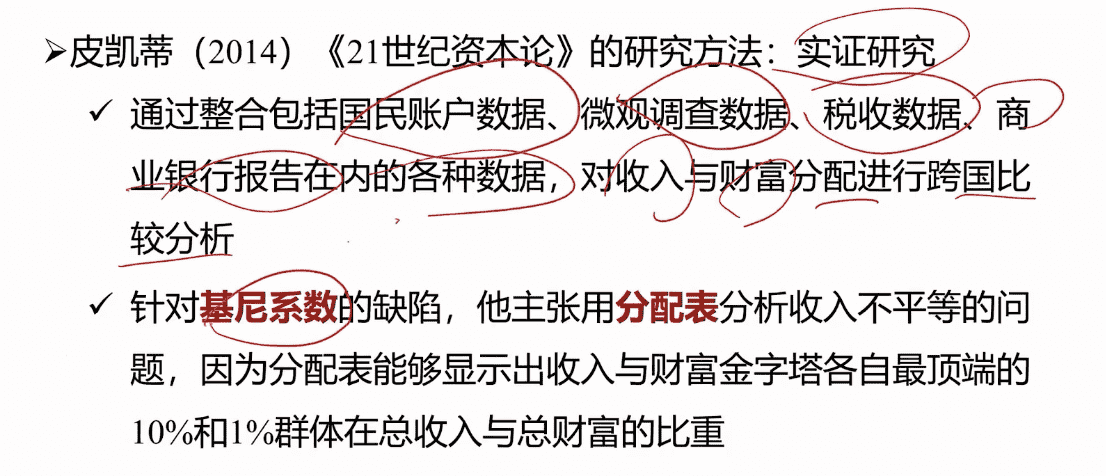 ➢皮凯蒂（2014）《21世纪资本论》的研究方法：实证研究
✓ 通过整合包括国民账户数据、微观调查数据、税收数据、商
业银行报告在内的各种数据，对收入与财富分配进行跨国比
较分析
✓ 针对基尼系数的缺陷，他主张用分配表分析收入不平等的问
题，因为分配表能够显示出收入与财富金字塔各自最顶端的
10%和1%群体在总收入与总财富的比重